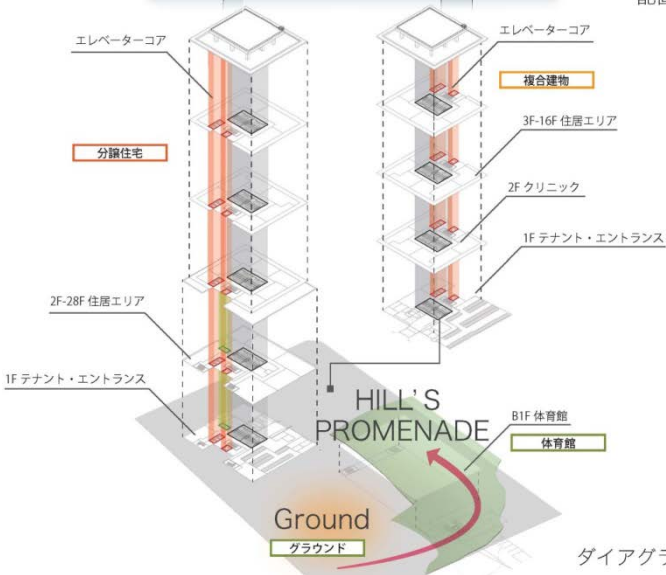 エレベーターコア
分譲住宅
2F-28F 住居エリア
1F テナント・エントランス
エレベーターコア
複合建物
3F-16F 住居エリア
2F クリニック
1F テナント・エントランス
HILL'S
PROMENADE
B1F 体育館
体育館
Ground
グラウンド
ダイアグラ